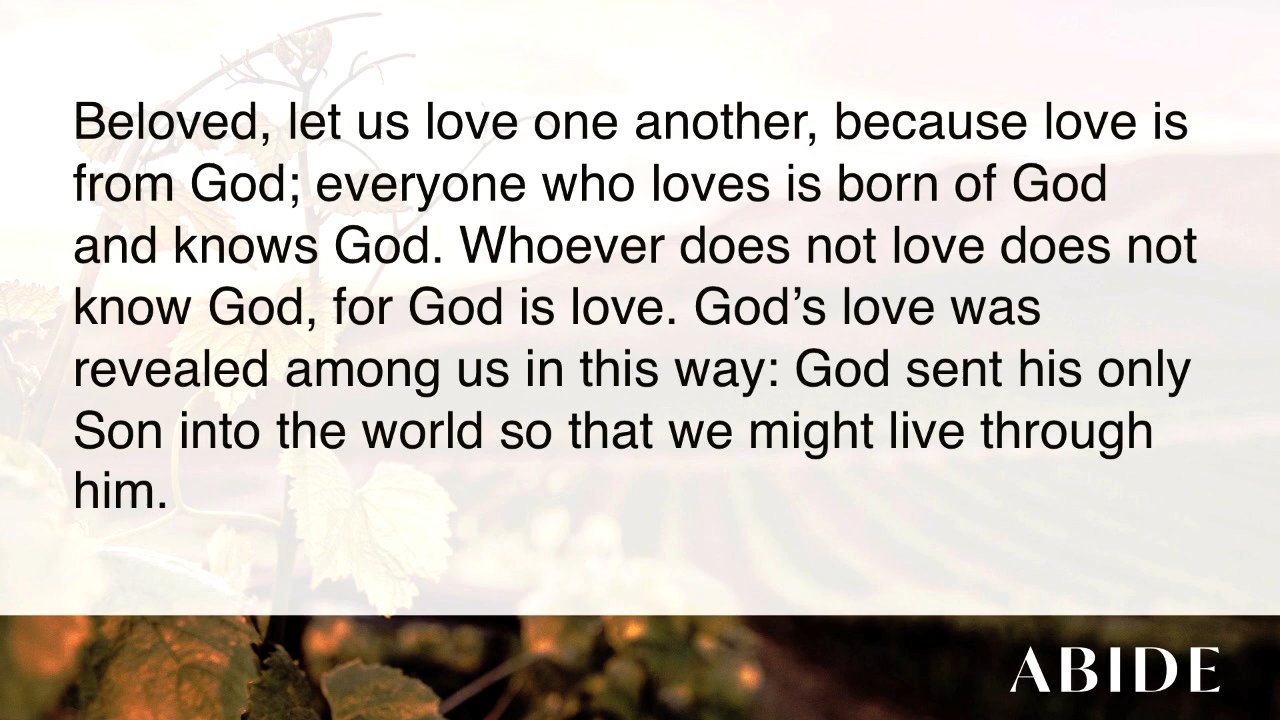 Beloved, let us love one another, because love is
from God; everyone who loves is born of God
and knows God. Whoever does not love does not
know God, for God is love. God’s love was
revealed among us in this way: God sent his only
Son into the world so that we might live through
him.
ABIDE